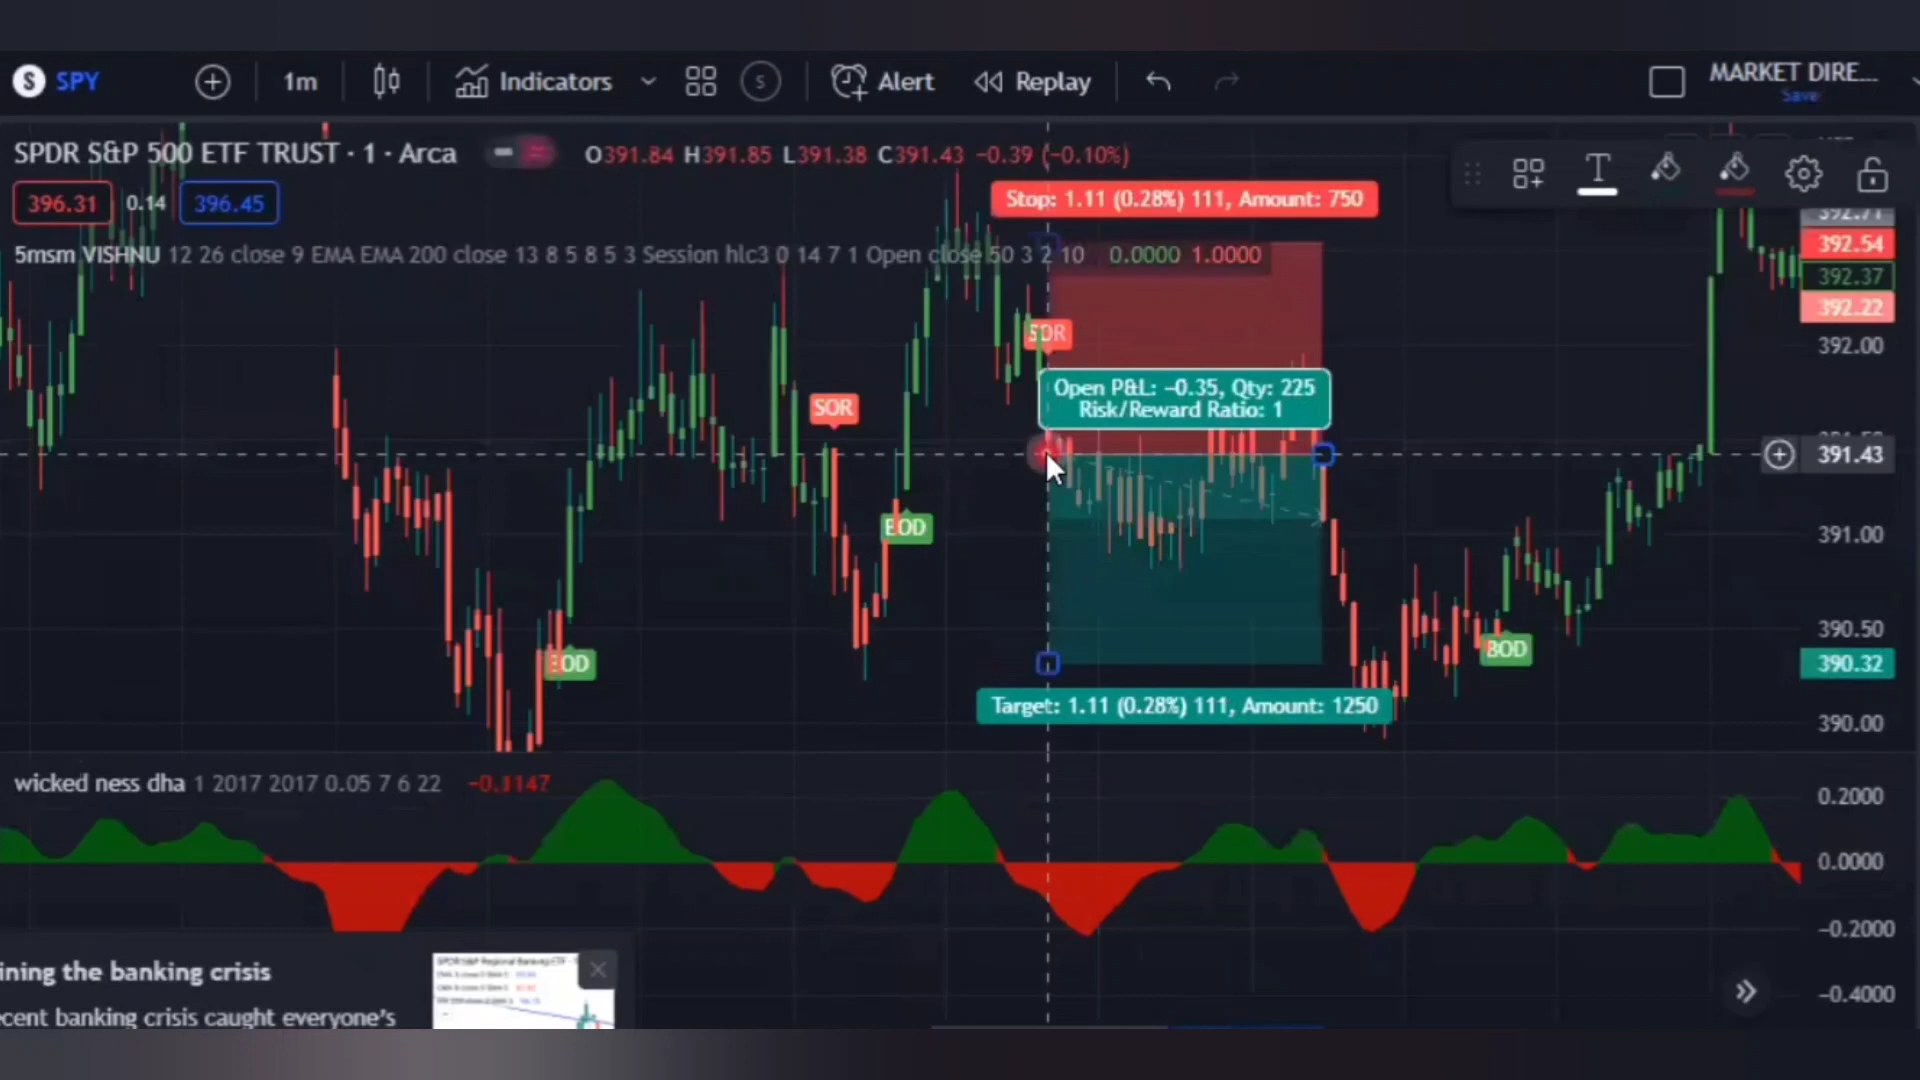 S SPY 1m Indicators S Alert Replay MARKET DIRE...
Save
SPDR S&P 500 ETF TRUST · 1 · Arca O391.84 H391.85 L391.38 C391.43 −0.39 (−0.10%)
396.31 0.14 396.45
Stop: 1.11 (0.28%) 111, Amount: 750
T
392.71
392.54
5msm VISHNU 12 26 close 9 EMA EMA 200 close 13 8 5 8 5 3 Session hlc3 0 14 7 1 Open close 50 3 2 10 0.0000 1.0000
392.37
392.22
SOR
392.00
Open P&L: −0.35, Qty: 225
Risk/Reward Ratio: 1
SOR
391.43
EOD
391.00
390.50
EOD
BOD
390.32
Target: 1.11 (0.28%) 111, Amount: 1250
390.00
wicked ness dha 1 2017 2017 0.05 7 6 22 −0.1147
0.2000
0.0000
−0.2000
ining the banking crisis
−0.4000
ecent banking crisis caught everyone's